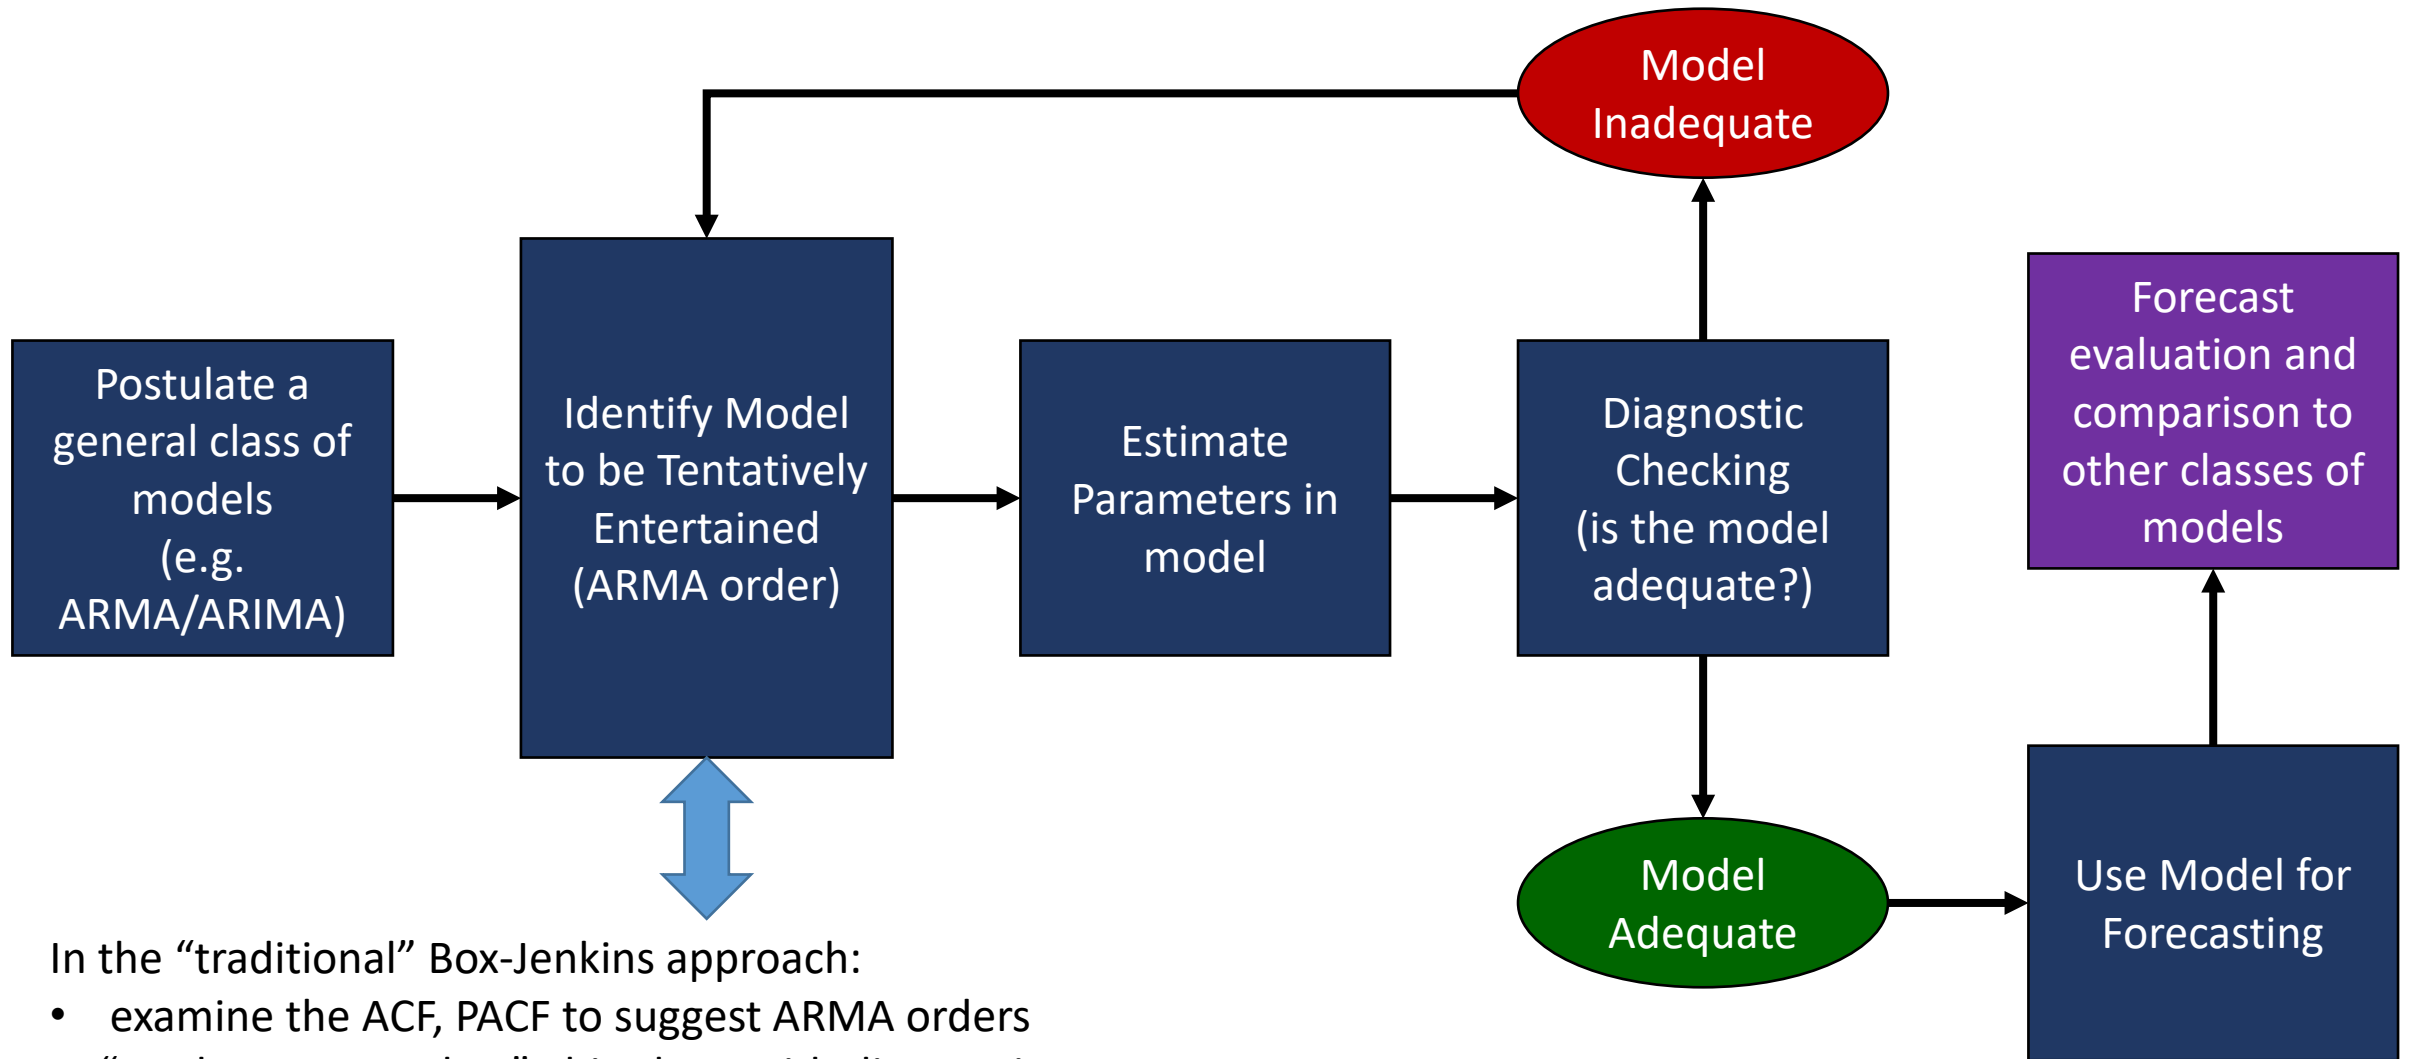 Model
Inadequate
Postulate a
general class of
models
(e.g.
ARMA/ARIMA)
Identify Model
to be Tentatively
Entertained
(ARMA order)
Estimate
Parameters in
model
Diagnostic
Checking
(is the model
adequate?)
Forecast
evaluation and
comparison to
other classes of
models
Model
Adequate
Use Model for
Forecasting
In the “traditional” Box-Jenkins approach:
• examine the ACF, PACF to suggest ARMA orders